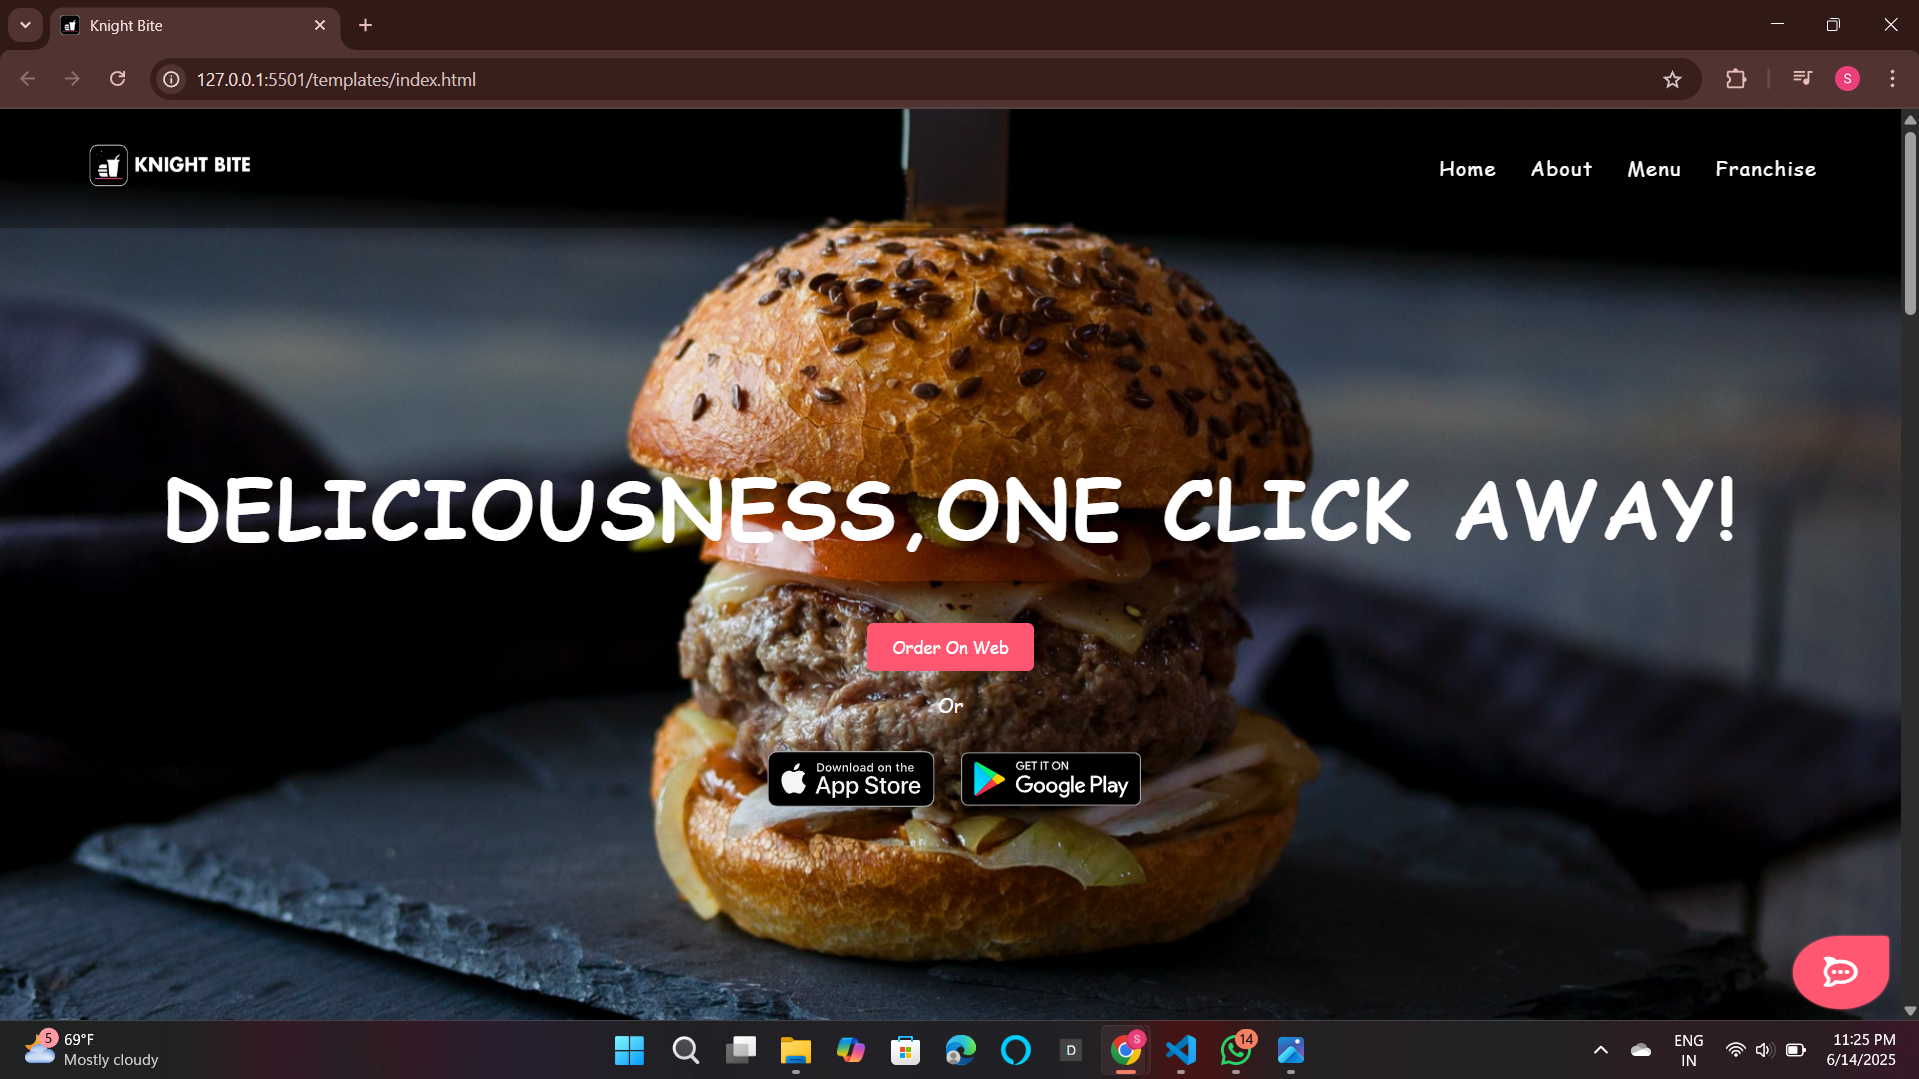 Knight Bite
127.0.0.1:5501/templates/index.html
S
KNIGHT BITE
Home About Menu Franchise
DELICIOUSNESS,ONE CLICK AWAY!
Order On Web
Or
Download on the
App Store
GET IT ON
Google Play
5
69°F
Mostly cloudy
D
S
14
ENG
IN
11:25 PM
6/14/2025